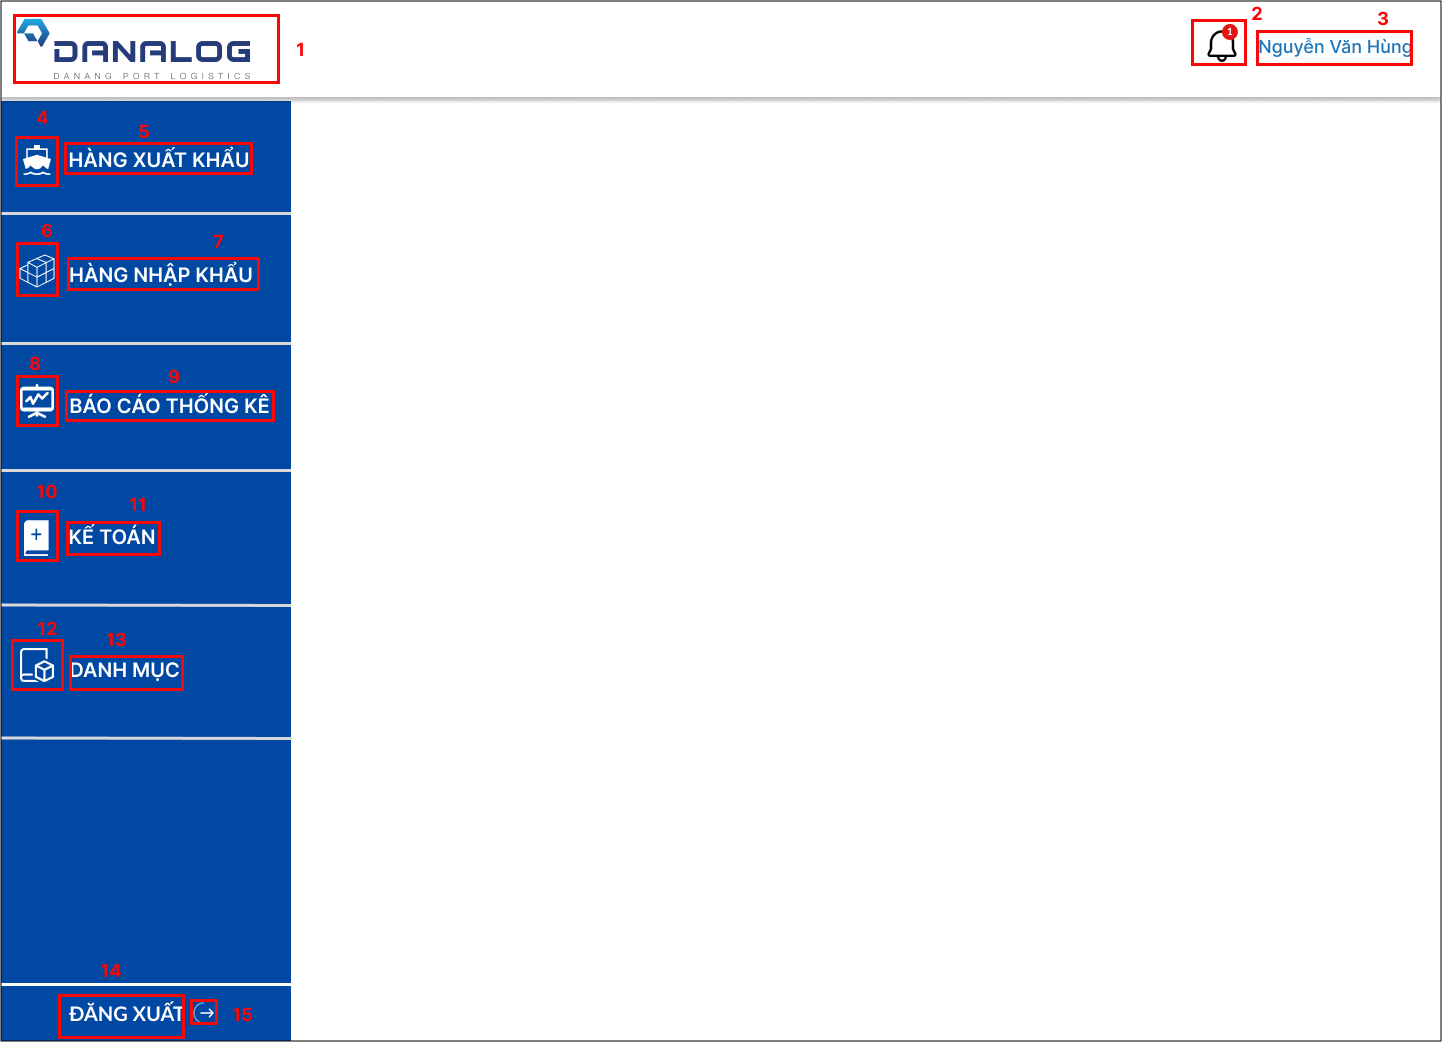 DANALOG
DANANG PORT LOGISTICS
1
2
1
3
Nguyễn Văn Hùng
4
5
HÀNG XUẤT KHẨU
6
7
HÀNG NHẬP KHẨU
8
9
BÁO CÁO THỐNG KÊ
10
11
KẾ TOÁN
12
13
DANH MỤC
14
ĐĂNG XUẤT
15